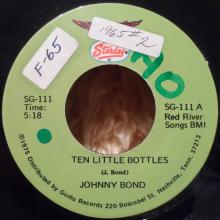 Starday
1965 #2
F-'65
NO
SG-111
Time:
5:18
SG-111 A
Red River
Songs BMI
TEN LITTLE BOTTLES
(J. Bond)
JOHNNY BOND
©1975 Distributed by Gusto Records 220 Boscobel St., Nashville, Tenn. 37213